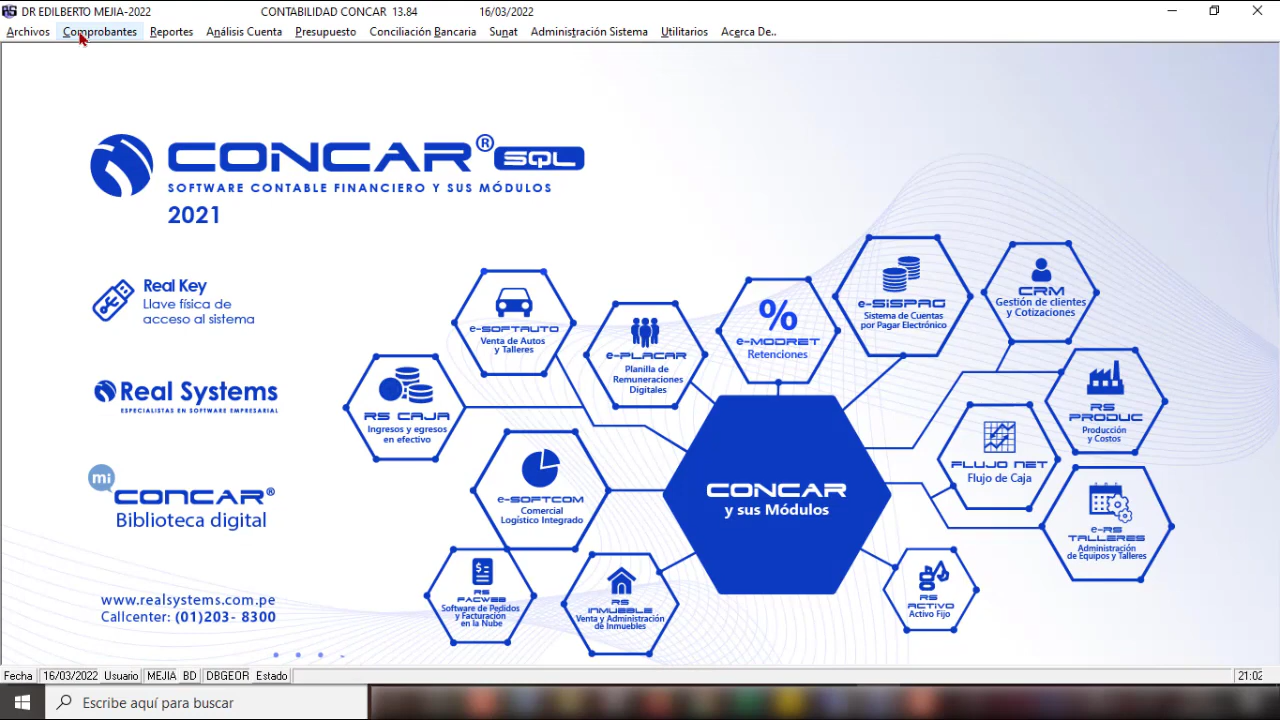 DR EDILBERTO MEJIA-2022 CONTABILIDAD CONCAR 13.84 16/03/2022
Archivos Comprobantes Reportes Análisis Cuenta Presupuesto Conciliación Bancaria Sunat Administración Sistema Utilitarios Acerca De..
CONCAR® SQL
SOFTWARE CONTABLE FINANCIERO Y SUS MÓDULOS
2021
Real Key
Llave física de
acceso al sistema
Real Systems
ESPECIALISTAS EN SOFTWARE EMPRESARIAL
mi
CONCAR®
Biblioteca digital
www.realsystems.com.pe
Callcenter: (01)203- 8300
e-SOFTAUTO
Venta de Autos
y Talleres
e-PLACAR
Planilla de
Remuneraciones
Digitales
%
e-MODRET
Retenciones
e-SISPAG
Sistema de Cuentas
por Pagar Electrónico
CRM
Gestión de clientes
y Cotizaciones
RS CAJA
Ingresos y egresos
en efectivo
RS
PRODUC
Producción
y Costos
FLUJO NET
Flujo de Caja
e-SOFTCOM
Comercial
Logístico Integrado
CONCAR
y sus Módulos
e-RS
TALLERES
Administración
de Equipos y Talleres
RS
FACWEB
Software de Pedidos
y Facturación
en la Nube
RS
INMUEBLE
Venta y Administración
de Inmuebles
RS
ACTIVO
Activo Fijo
Fecha 16/03/2022 Usuario MEJIA BD DBGEOR Estado 21:02
Escribe aquí para buscar